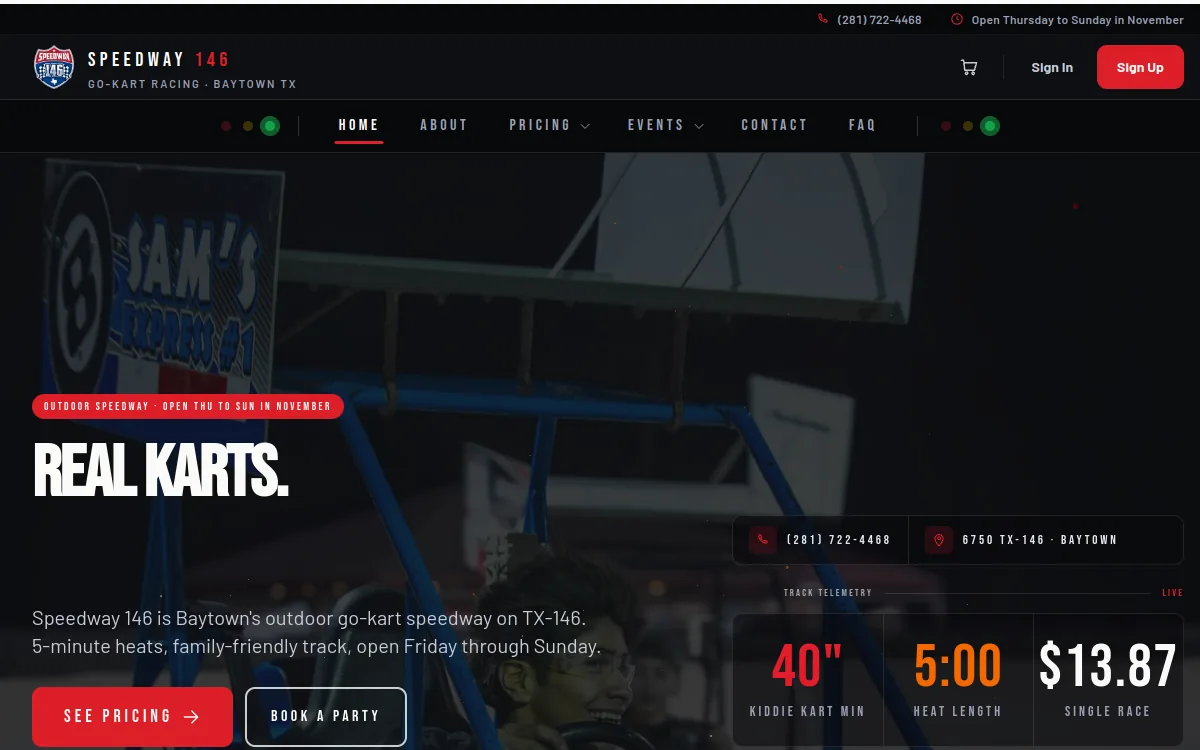 (281) 722-4468
Open Thursday to Sunday in November
SPEEDWAY
146
SPEEDWAY 146
GO-KART RACING · BAYTOWN TX
Sign In
Sign Up
HOME
ABOUT
PRICING
EVENTS
CONTACT
FAQ
8
SAM'S
EXPRESS #1
OUTDOOR SPEEDWAY · OPEN THU TO SUN IN NOVEMBER
REAL KARTS.
(281) 722-4468
6750 TX-146 · BAYTOWN
TRACK TELEMETRY
LIVE
Speedway 146 is Baytown's outdoor go-kart speedway on TX-146.
5-minute heats, family-friendly track, open Friday through Sunday.
40"
5:00
$13.87
KIDDIE KART MIN
HEAT LENGTH
SINGLE RACE
SEE PRICING
BOOK A PARTY